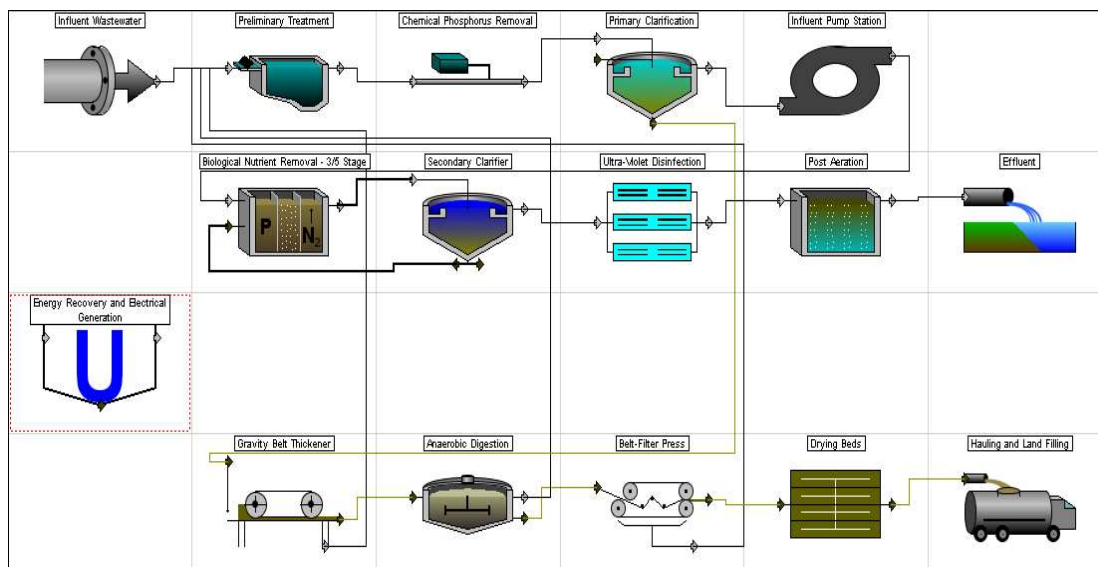 Influent Wastewater
Preliminary Treatment
Chemical Phosphorus Removal
Primary Clarification
Influent Pump Station
Biological Nutrient Removal - 3/5 Stage
Secondary Clarifier
Ultra-Violet Disinfection
Post Aeration
Effluent
P
N2
Energy Recovery and Electrical
Generation
Gravity Belt Thickener
Anaerobic Digestion
Belt-Filter Press
Drying Beds
Hauling and Land Filling